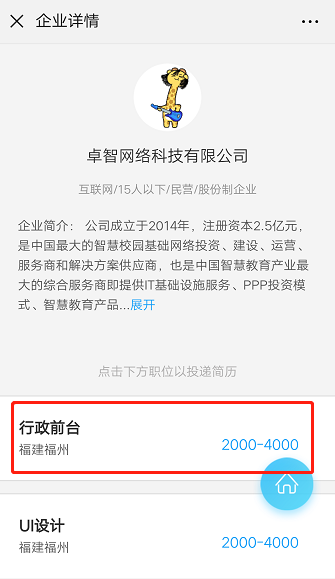 企业详情
卓智网络科技有限公司
互联网/15人以下/民营/股份制企业
企业简介： 公司成立于2014年，注册资本2.5亿元，
是中国最大的智慧校园基础网络投资、建设、运营、
服务商和解决方案供应商，也是中国智慧教育产业最
大的综合服务商即提供IT基础设施服务、PPP投资模
式、智慧教育产品...展开
点击下方职位以投递简历
行政前台
福建福州
2000-4000
UI设计
福建福州
2000-4000